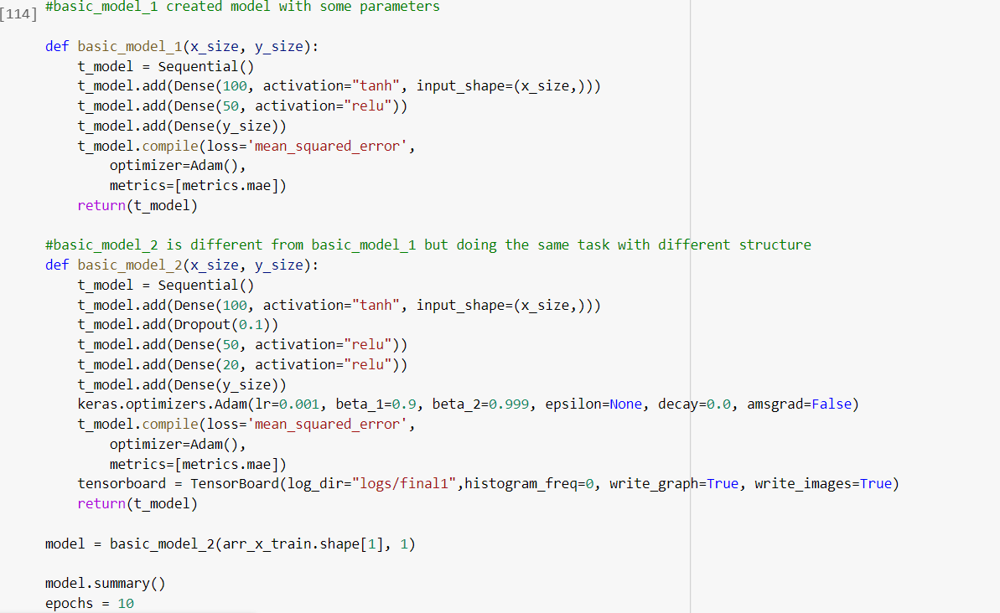 #basic_model_1 created model with some parameters
[114]
def basic_model_1(x_size, y_size):
    t_model = Sequential()
    t_model.add(Dense(100, activation="tanh", input_shape=(x_size,)))
    t_model.add(Dense(50, activation="relu"))
    t_model.add(Dense(y_size))
    t_model.compile(loss='mean_squared_error',
        optimizer=Adam(),
        metrics=[metrics.mae])
    return(t_model)
#basic_model_2 is different from basic_model_1 but doing the same task with different structure
def basic_model_2(x_size, y_size):
    t_model = Sequential()
    t_model.add(Dense(100, activation="tanh", input_shape=(x_size,)))
    t_model.add(Dropout(0.1))
    t_model.add(Dense(50, activation="relu"))
    t_model.add(Dense(20, activation="relu"))
    t_model.add(Dense(y_size))
    keras.optimizers.Adam(lr=0.001, beta_1=0.9, beta_2=0.999, epsilon=None, decay=0.0, amsgrad=False)
    t_model.compile(loss='mean_squared_error',
        optimizer=Adam(),
        metrics=[metrics.mae])
    tensorboard = TensorBoard(log_dir="logs/final1",histogram_freq=0, write_graph=True, write_images=True)
    return(t_model)
model = basic_model_2(arr_x_train.shape[1], 1)
model.summary()
epochs = 10